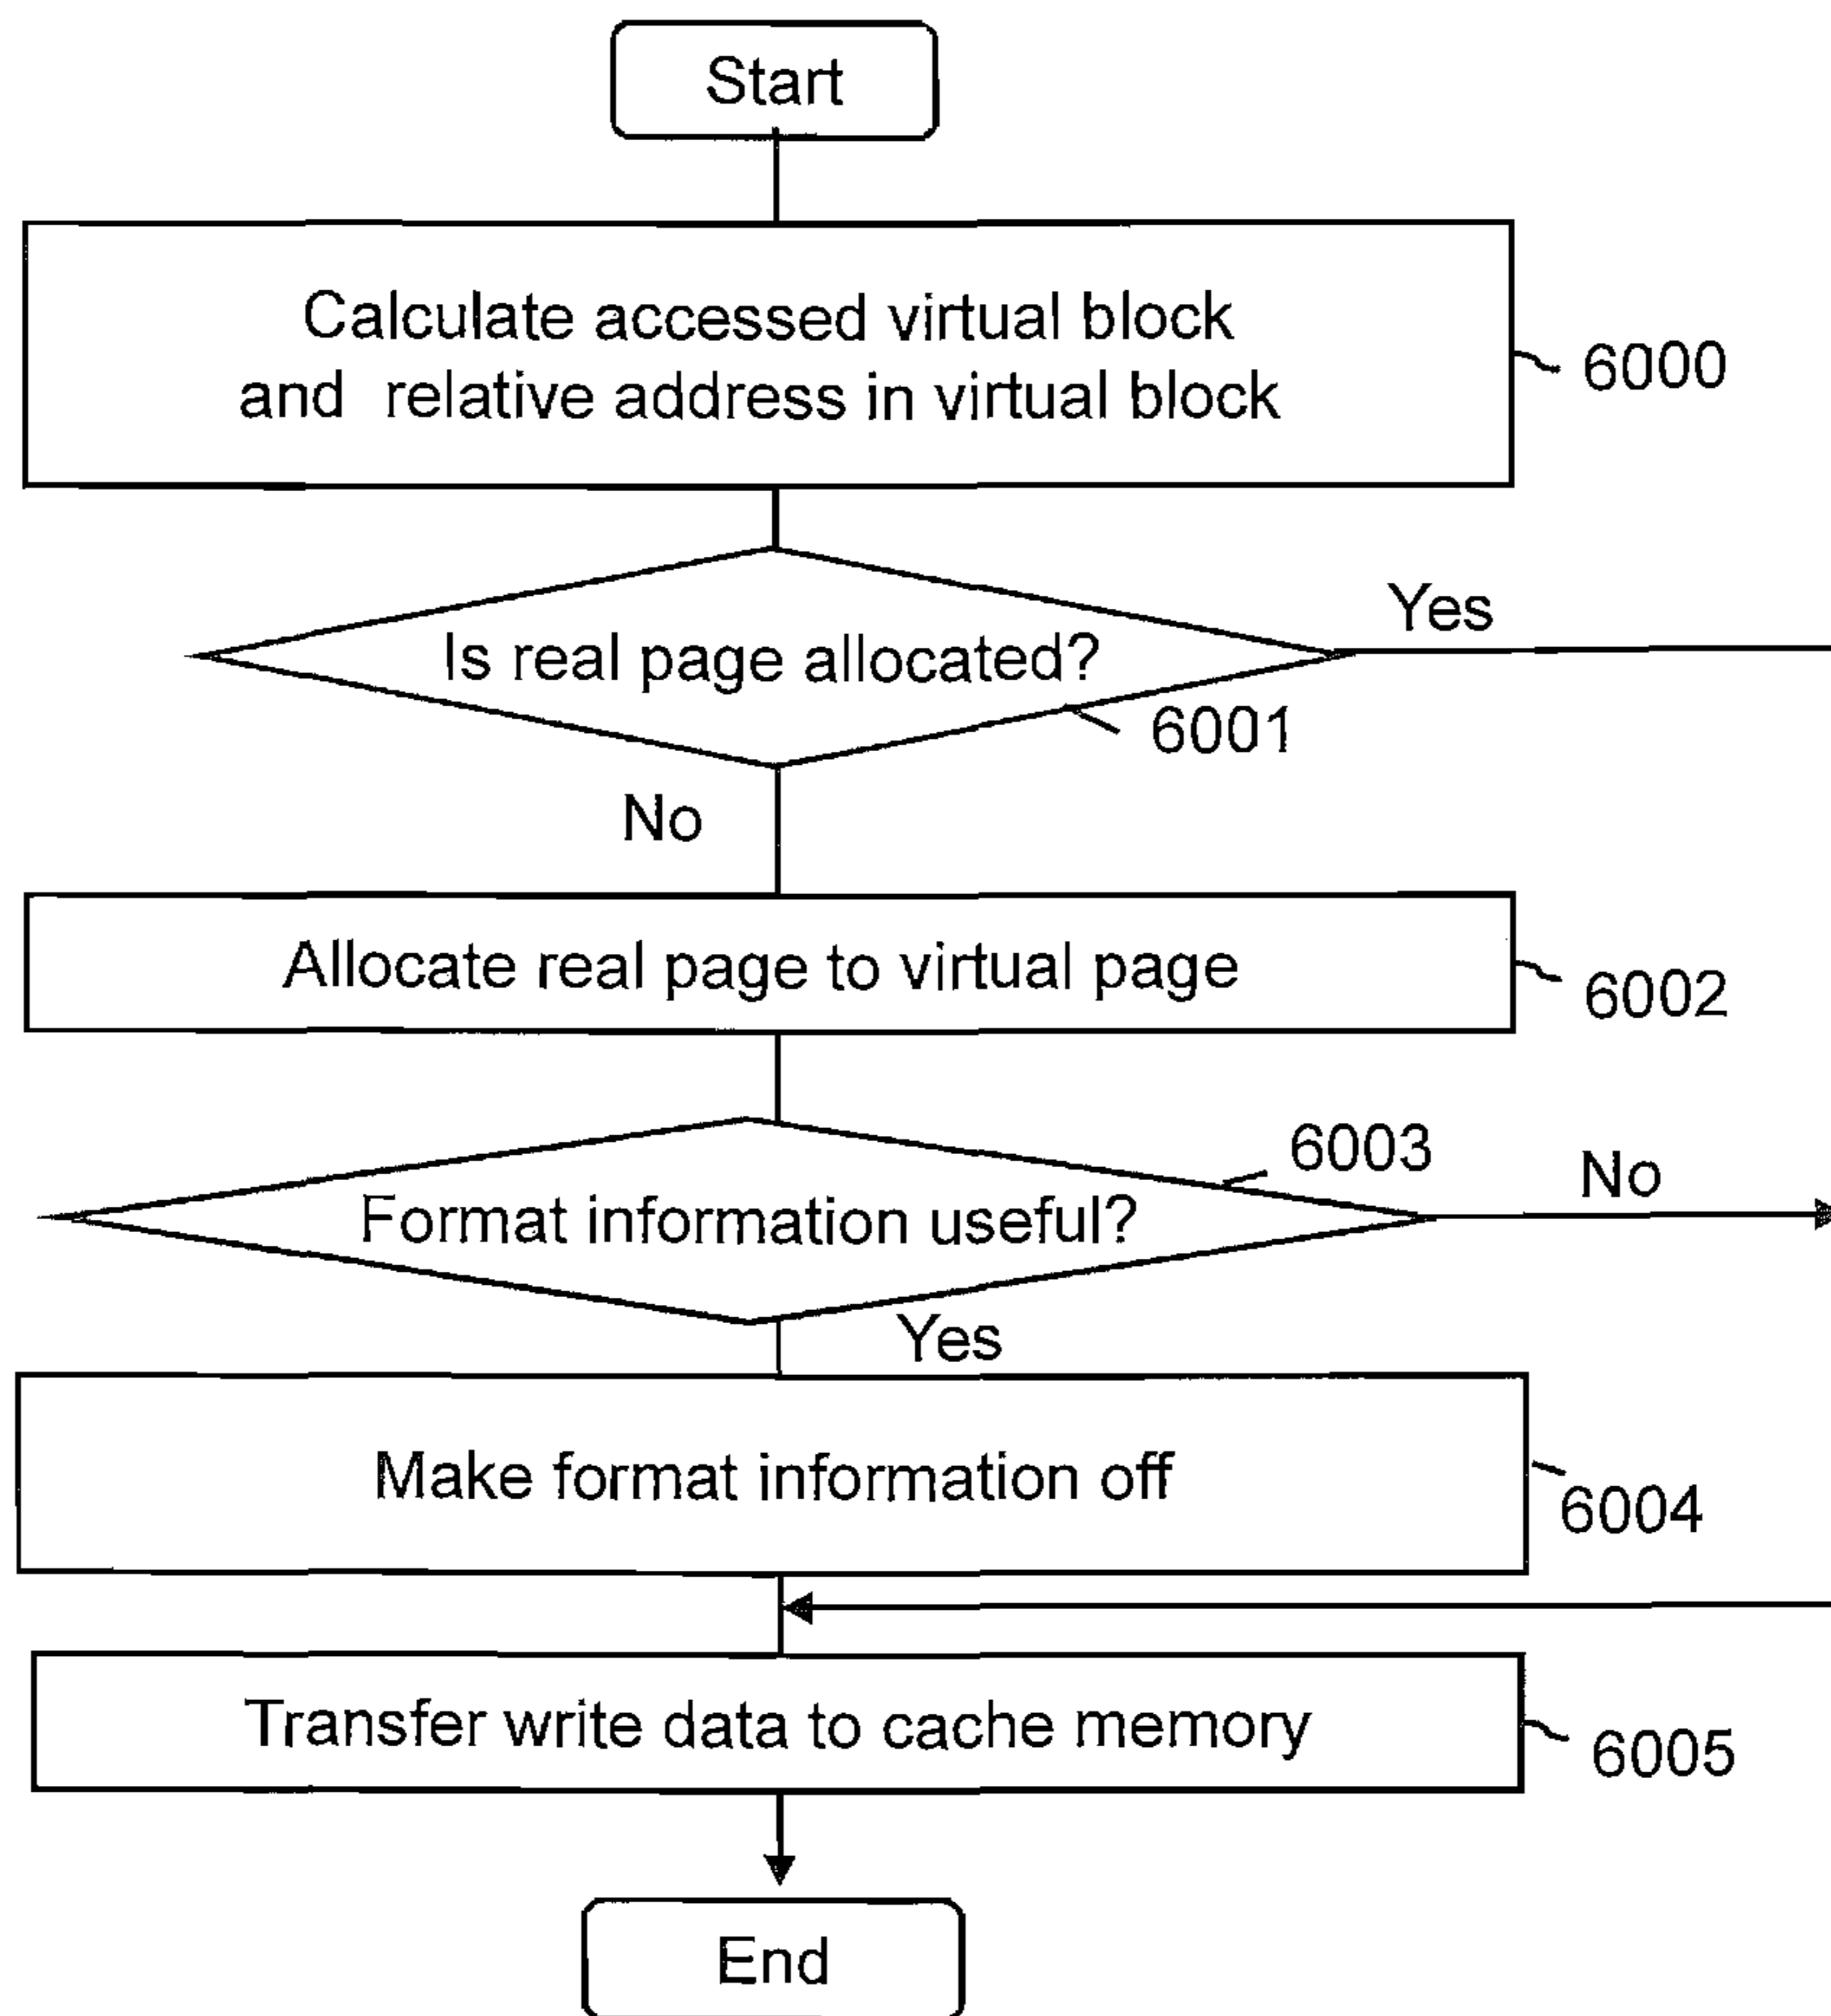 Start
Calculate accessed virtual block
and relative address in virtual block
6000
Yes
Is real page allocated?
6001
No
Allocate real page to virtual page
6002
6003
No
Format information useful?
Yes
Make format information off
6004
Transfer write data to cache memory
6005
End